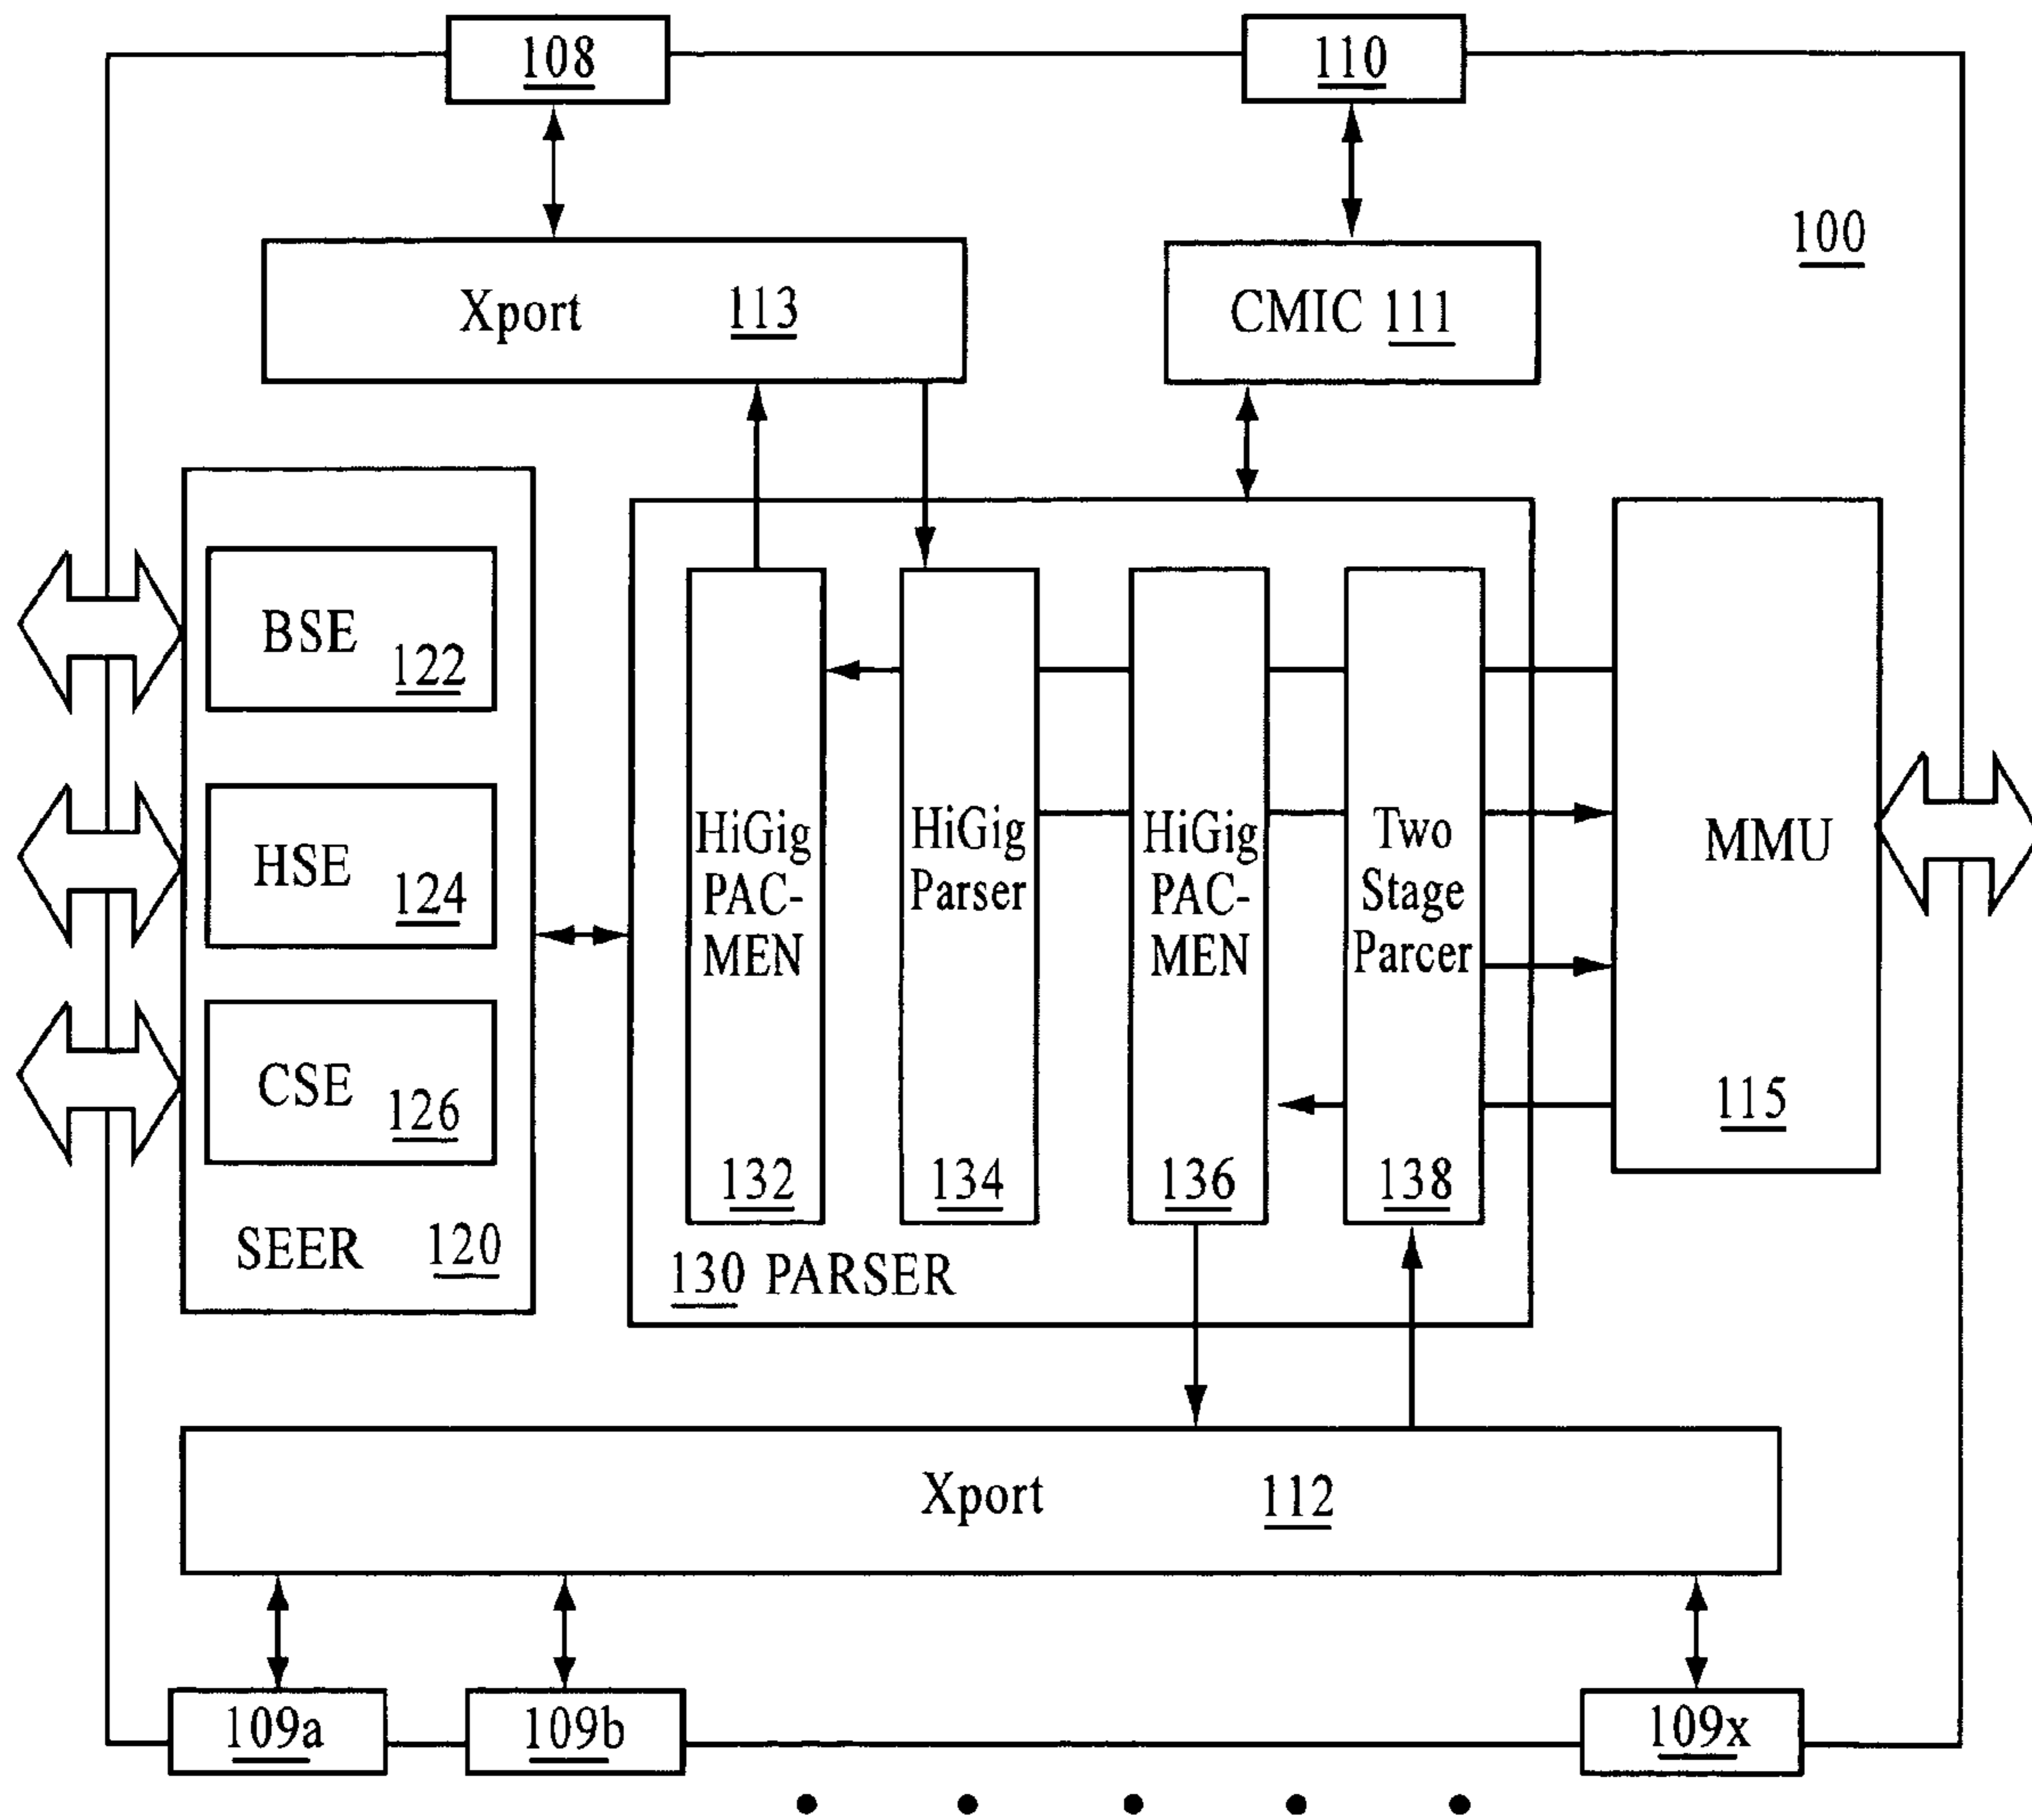 108
110
100
Xport 113
CMIC 111
BSE
122
HSE
124
CSE
126
SEER 120
HiGig
PAC-
MEN
132
HiGig
Parser
134
HiGig
PAC-
MEN
136
Two
Stage
Parcer
138
130 PARSER
MMU
115
Xport 112
109a
109b
109x